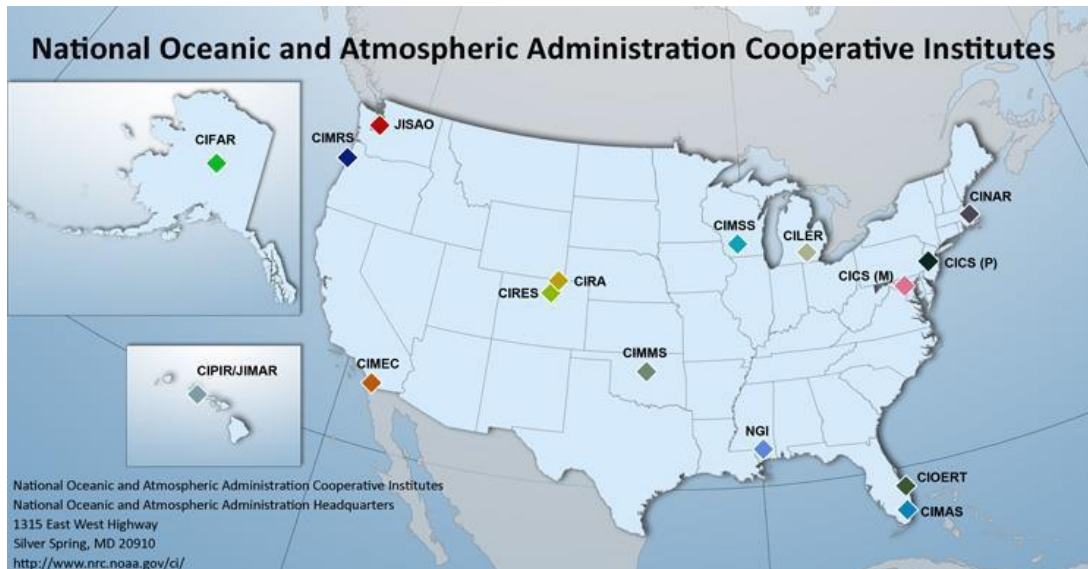 National Oceanic and Atmospheric Administration Cooperative Institutes
CIFAR
CIMRS
JISAO
CINAR
CIMSS
CILER
CICS (P)
CICS (M)
CIRA
CIRES
CIMMS
CIMEC
CIPIR/JIMAR
NGI
CIOERT
CIMAS
National Oceanic and Atmospheric Administration Cooperative Institutes
National Oceanic and Atmospheric Administration Headquarters
1315 East West Highway
Silver Spring, MD 20910
http://www.nrc.noaa.gov/ci/